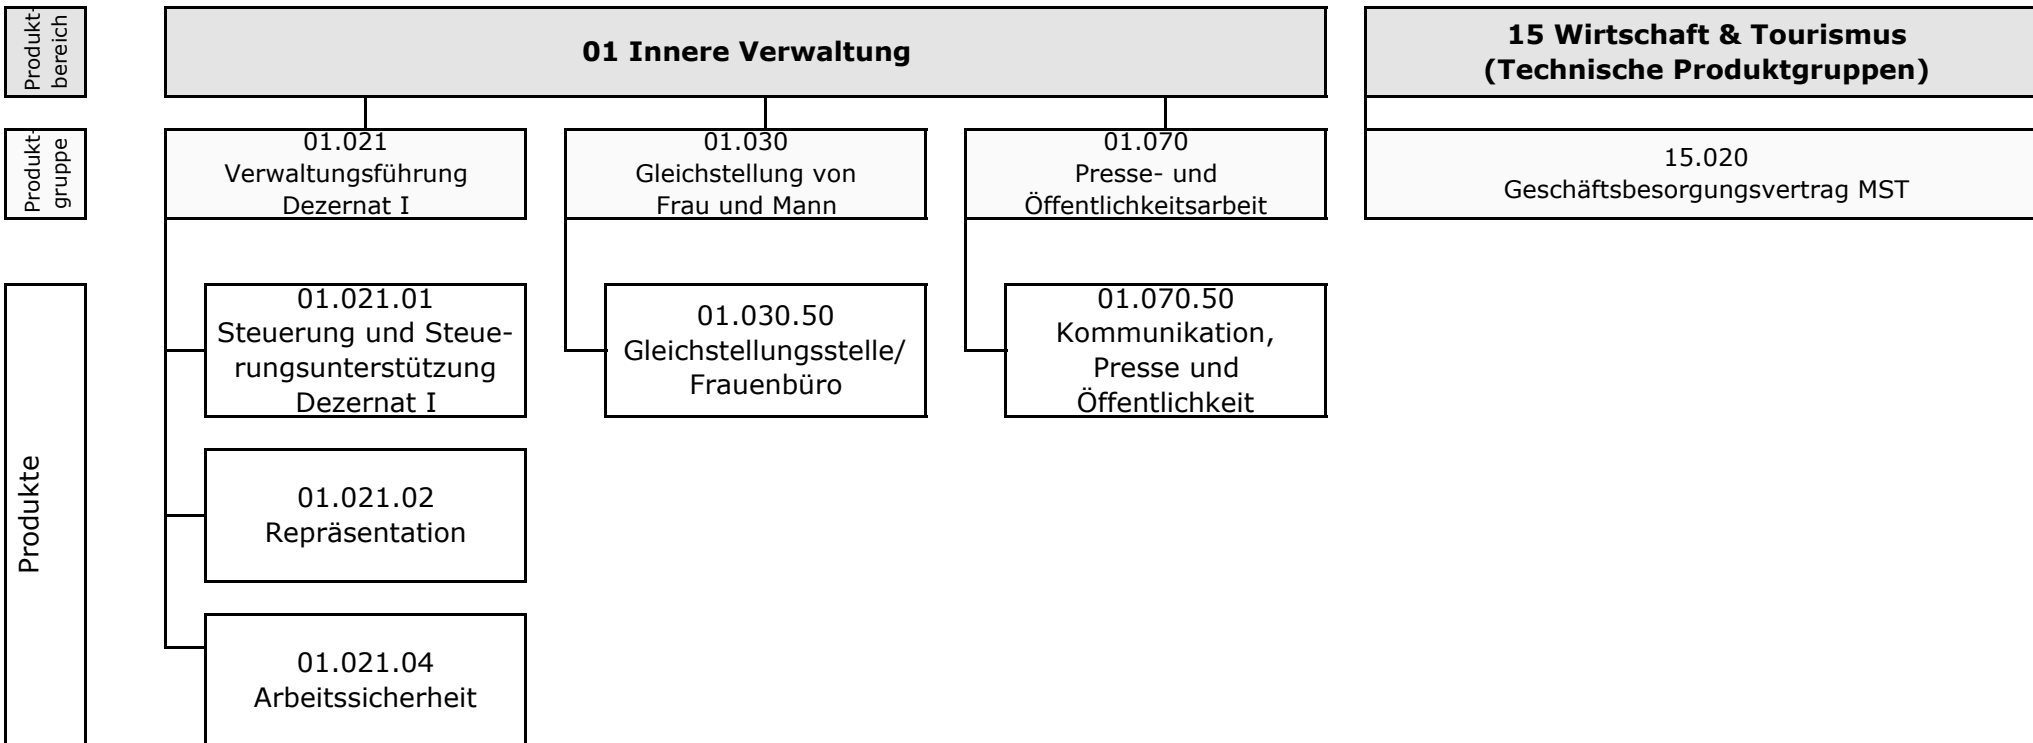 Produkt-
bereich
01 Innere Verwaltung
15 Wirtschaft & Tourismus
(Technische Produktgruppen)
Produkt-
gruppe
01.021
Verwaltungsführung
Dezernat I
01.030
Gleichstellung von
Frau und Mann
01.070
Presse- und
Öffentlichkeitsarbeit
15.020
Geschäftsbesorgungsvertrag MST
Produkte
01.021.01
Steuerung und Steue-
rungsunterstützung
Dezernat I
01.030.50
Gleichstellungsstelle/
Frauenbüro
01.070.50
Kommunikation,
Presse und
Öffentlichkeit
01.021.02
Repräsentation
01.021.04
Arbeitssicherheit